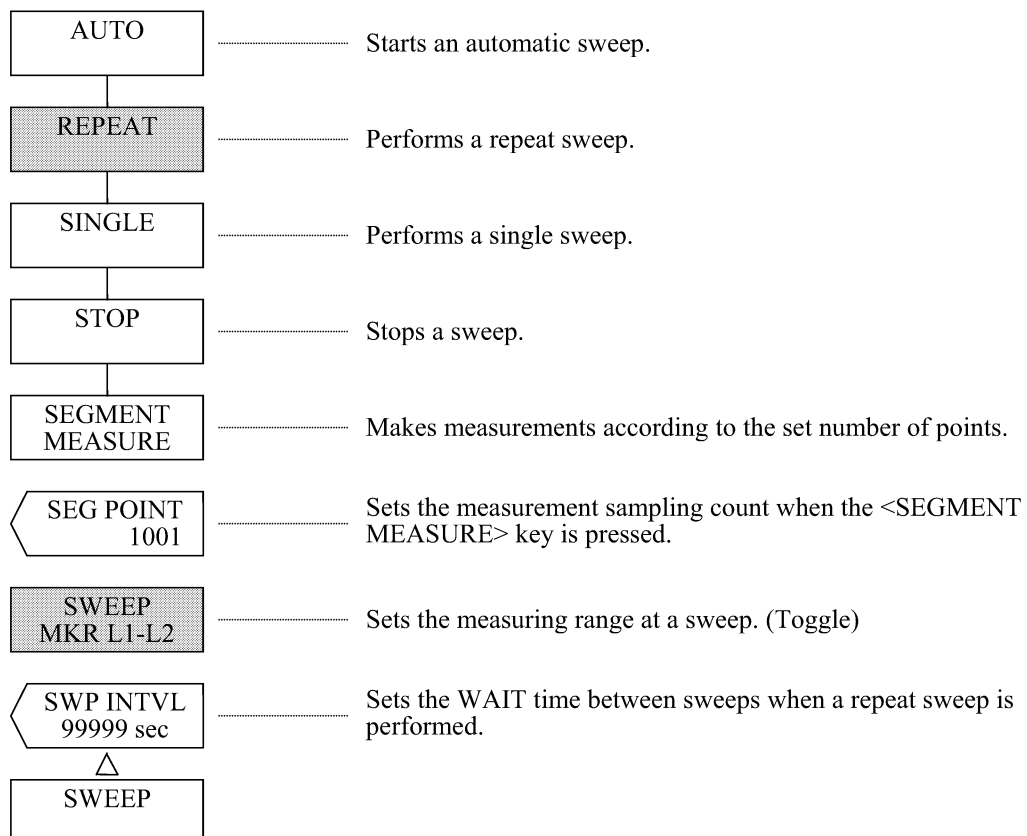 AUTO
Starts an automatic sweep.
REPEAT
Performs a repeat sweep.
SINGLE
Performs a single sweep.
STOP
Stops a sweep.
SEGMENT
MEASURE
Makes measurements according to the set number of points.
SEG POINT
1001
Sets the measurement sampling count when the <SEGMENT
MEASURE> key is pressed.
SWEEP
MKR L1-L2
Sets the measuring range at a sweep. (Toggle)
SWP INTVL
99999 sec
Sets the WAIT time between sweeps when a repeat sweep is
performed.
SWEEP